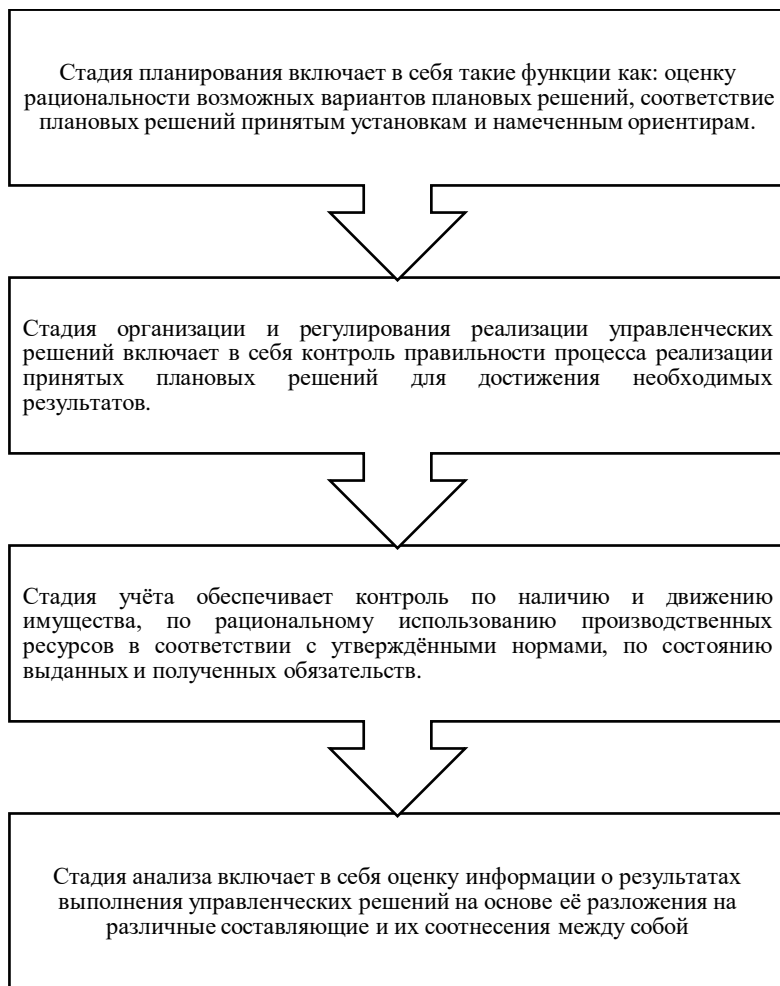 Стадия планирования включает в себя такие функции как: оценку
рациональности возможных вариантов плановых решений, соответствие
плановых решений принятым установкам и намеченным ориентирам.
Стадия организации и регулирования реализации управленческих
решений включает в себя контроль правильности процесса реализации
принятых плановых решений для достижения необходимых
результатов.
Стадия учёта обеспечивает контроль по наличию и движению
имущества, по рациональному использованию производственных
ресурсов в соответствии с утверждёнными нормами, по состоянию
выданных и полученных обязательств.
Стадия анализа включает в себя оценку информации о результатах
выполнения управленческих решений на основе её разложения на
различные составляющие и их соотнесения между собой